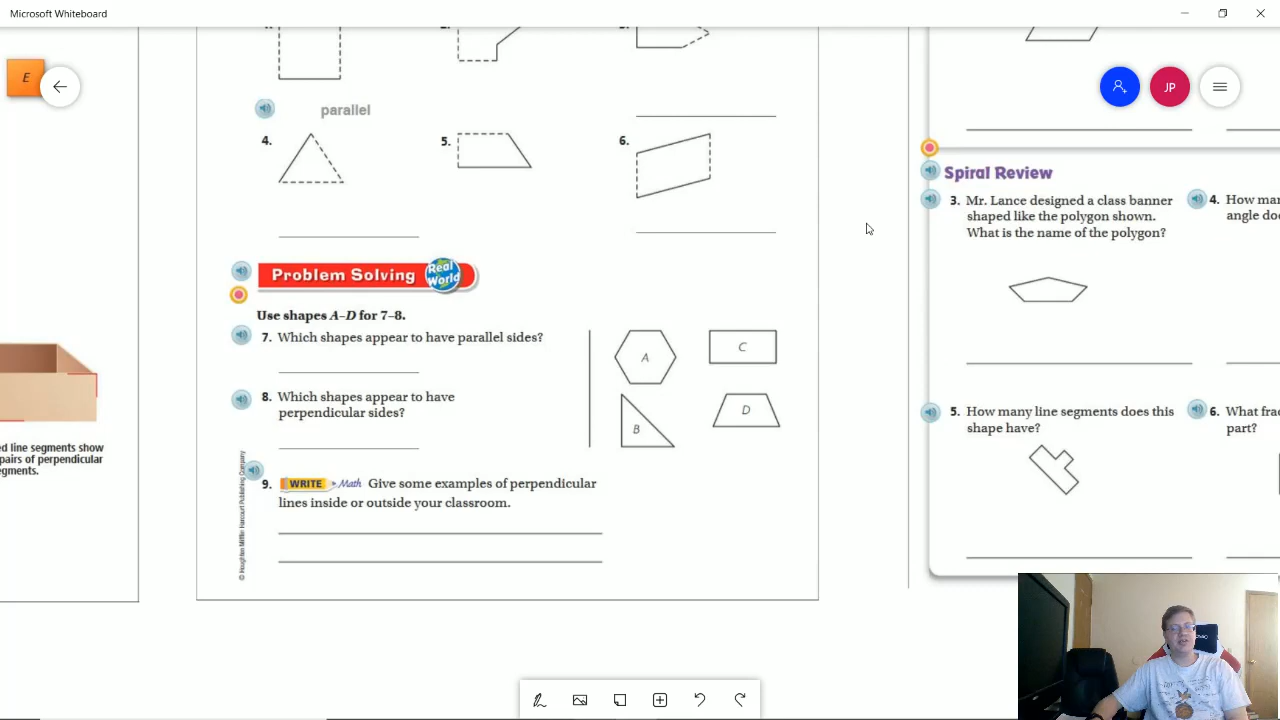 Microsoft Whiteboard
E
JP
parallel
4.
5.
6.
Problem Solving Real World
Use shapes A–D for 7–8.
7. Which shapes appear to have parallel sides?
8. Which shapes appear to have
perpendicular sides?
A
C
B
D
9. WRITE Math Give some examples of perpendicular
lines inside or outside your classroom.
© Houghton Mifflin Harcourt Publishing Company
ed line segments show
pairs of perpendicular
egments.
Spiral Review
3. Mr. Lance designed a class banner
shaped like the polygon shown.
What is the name of the polygon?
4. How mar
angle doe
5. How many line segments does this
shape have?
6. What frac
part?